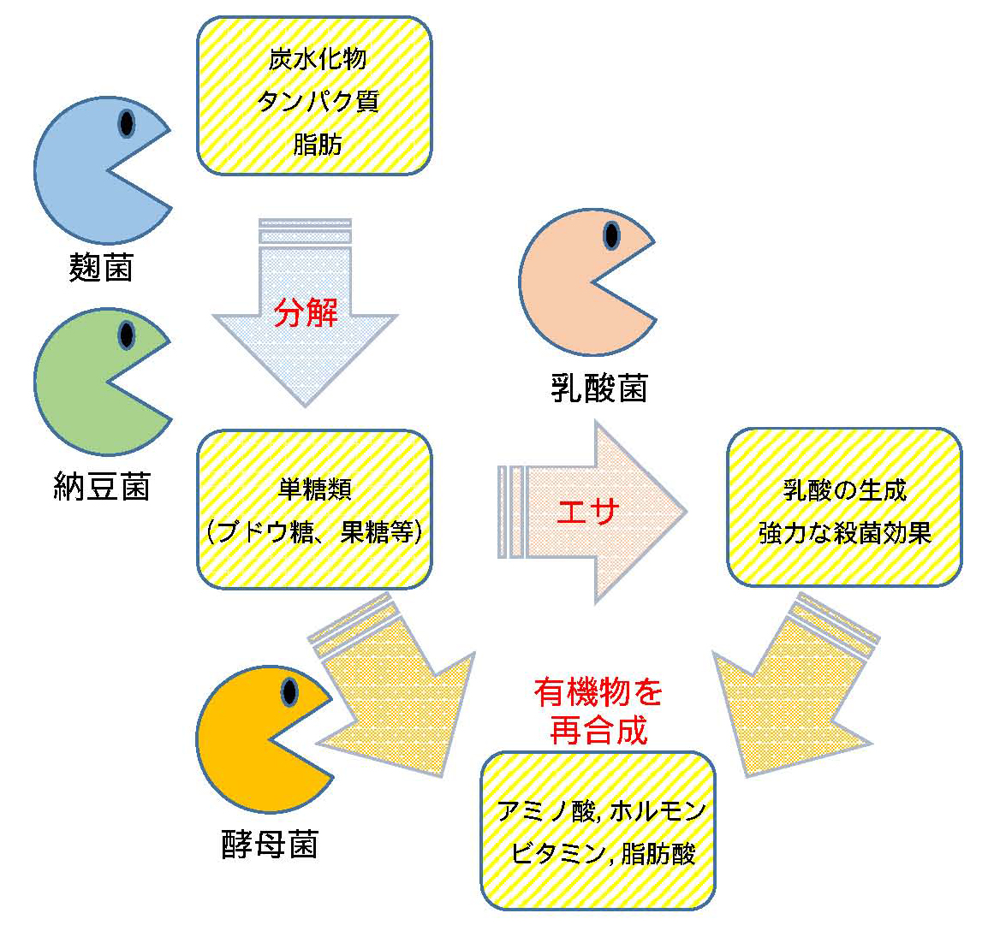 炭水化物
タンパク質
脂肪
麹菌
分解
乳酸菌
納豆菌
単糖類
（ブドウ糖、果糖等）
エサ
乳酸の生成
強力な殺菌効果
有機物を
再合成
アミノ酸, ホルモン
ビタミン, 脂肪酸
酵母菌